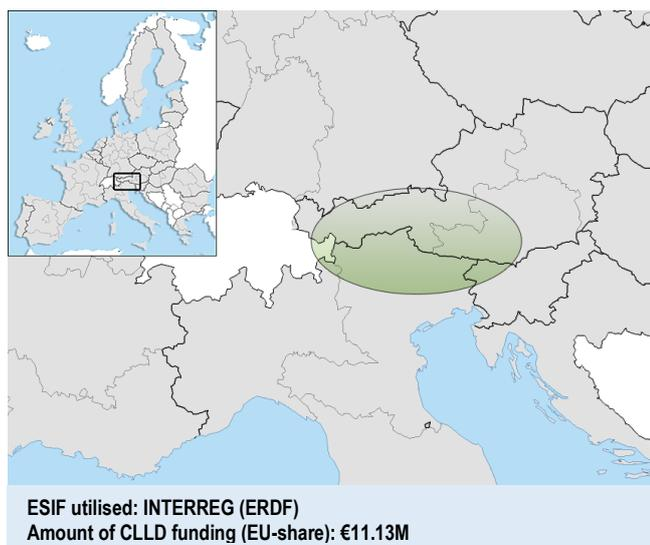 ESIF utilised: INTERREG (ERDF)
Amount of CLLD funding (EU-share): €11.13M